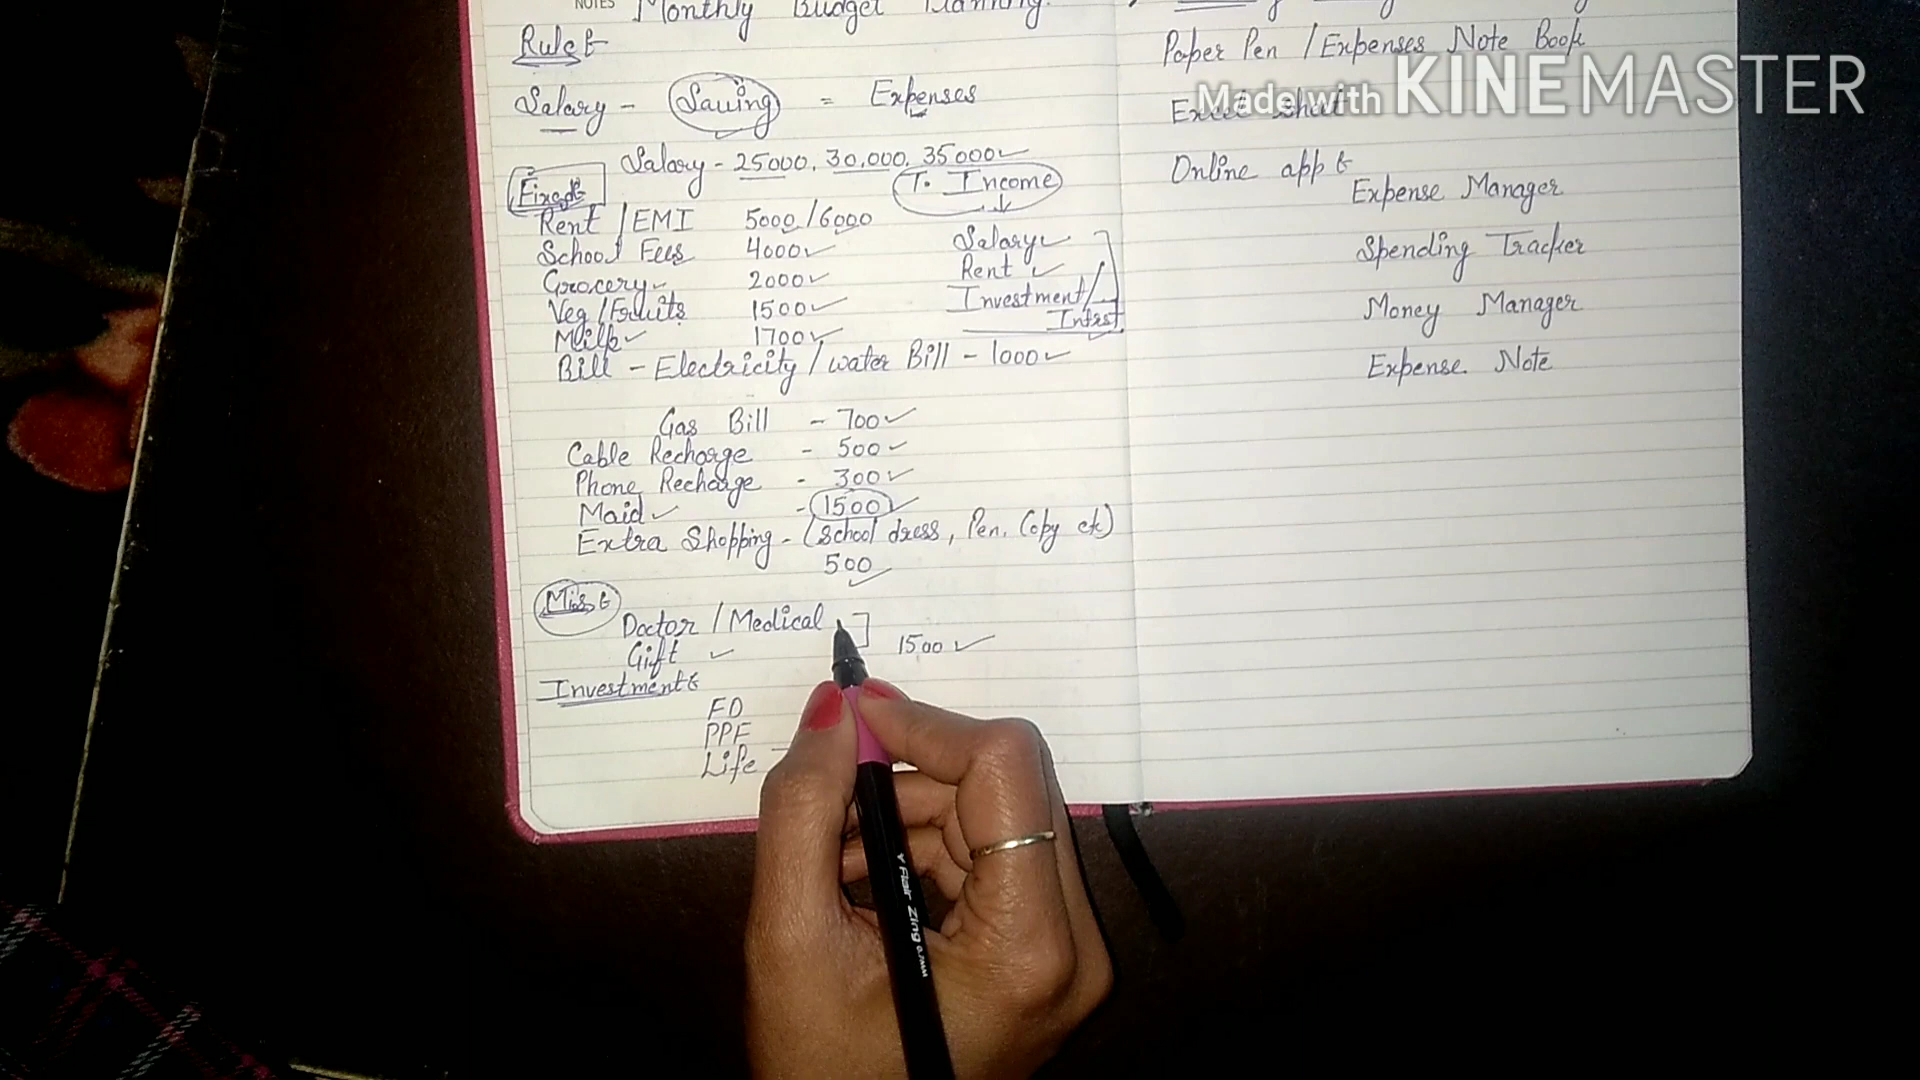 NOTES Monthly Budget Planning
Rule:-
Salary - Saving = Expenses
Salary - 25000, 30,000, 35000 ✓
Fixed:-
T. Income
Rent / EMI 5000 / 6000
School Fees 4000 ✓
Grocery ✓ 2000 ✓
Veg / Fruits 1500 ✓
Milk ✓ 1700 ✓
Salary ✓
Rent ✓
Investment /
Intrst
Bill - Electricity / water Bill - 1000 ✓
Gas Bill - 700 ✓
Cable Recharge - 500 ✓
Phone Recharge - 300 ✓
Maid ✓ - 1500 ✓
Extra Shopping - (School dress, Pen, Copy etc)
500 ✓
Mis:-
Doctor / Medical
Gift ✓ 1500 ✓
Investment:-
FD
PPF
Life
Paper Pen / Expenses Note Book
Excel sheet
Online app:-
Expense Manager
Spending Tracker
Money Manager
Expense Note
Made with KINEMASTER
Flair Zing